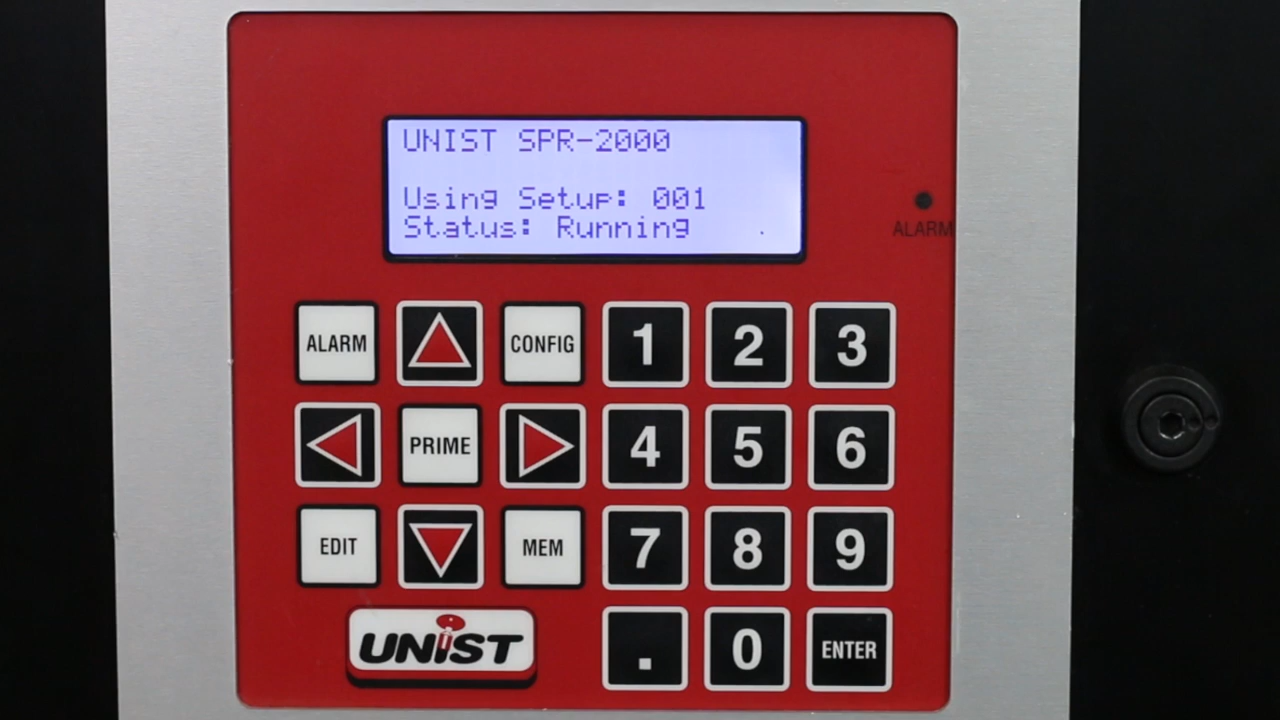 UNIST SPR-2000
Using Setup: 001
Status: Running .
ALARM
ALARM CONFIG 1 2 3
PRIME 4 5 6
EDIT MEM 7 8 9
UNIST . 0 ENTER